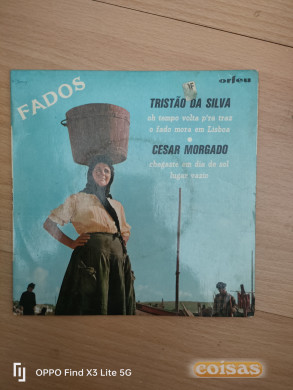 orfeu
FADOS
TRISTÃO DA SILVA
oh tempo volta p'ra traz
o fado mora em Lisboa
CESAR MORGADO
chegaste em dia de sol
lugar vazio
OPPO Find X3 Lite 5G
coisas